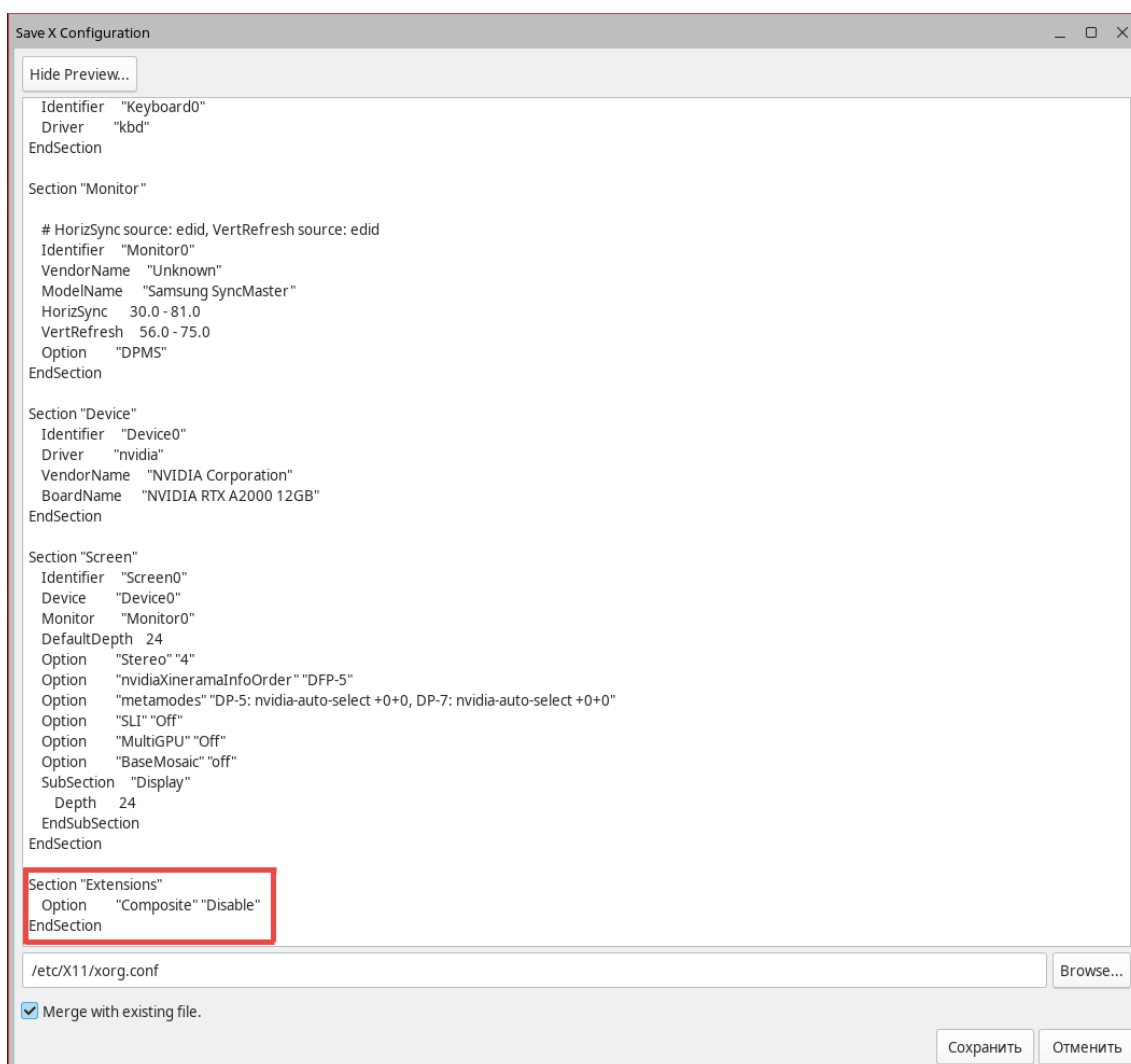 Save X Configuration
Hide Preview...
Identifier "Keyboard0"
Driver "kbd"
EndSection
Section "Monitor"
# HorizSync source: edid, VertRefresh source: edid
Identifier "Monitor0"
VendorName "Unknown"
ModelName "Samsung SyncMaster"
HorizSync 30.0 - 81.0
VertRefresh 56.0 - 75.0
Option "DPMS"
EndSection
Section "Device"
Identifier "Device0"
Driver "nvidia"
VendorName "NVIDIA Corporation"
BoardName "NVIDIA RTX A2000 12GB"
EndSection
Section "Screen"
Identifier "Screen0"
Device "Device0"
Monitor "Monitor0"
DefaultDepth 24
Option "Stereo" "4"
Option "nvidiaXineramaInfoOrder" "DFP-5"
Option "metamodes" "DP-5: nvidia-auto-select +0+0, DP-7: nvidia-auto-select +0+0"
Option "SLI" "Off"
Option "MultiGPU" "Off"
Option "BaseMosaic" "off"
SubSection "Display"
Depth 24
EndSubSection
EndSection
Section "Extensions"
Option "Composite" "Disable"
EndSection
/etc/X11/xorg.conf
Browse...
Merge with existing file.
Сохранить
Отменить